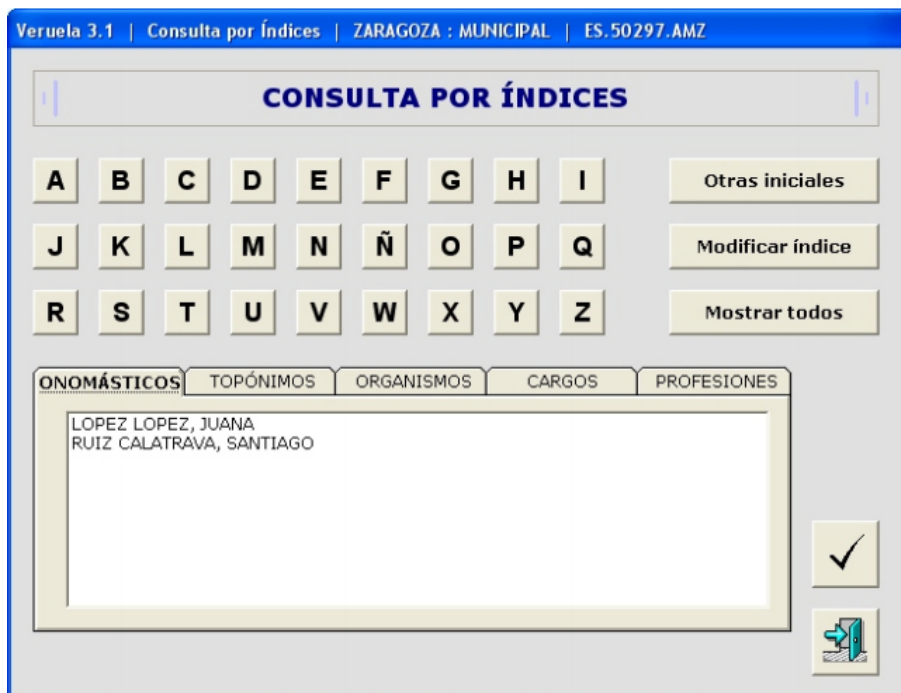 Veruela 3.1 | Consulta por Índices | ZARAGOZA : MUNICIPAL | ES.50297.AMZ
CONSULTA POR ÍNDICES
A B C D E F G H I Otras iniciales
J K L M N Ñ O P Q Modificar índice
R S T U V W X Y Z Mostrar todos
ONOMÁSTICOS TOPÓNIMOS ORGANISMOS CARGOS PROFESIONES
LOPEZ LOPEZ, JUANA
RUIZ CALATRAVA, SANTIAGO